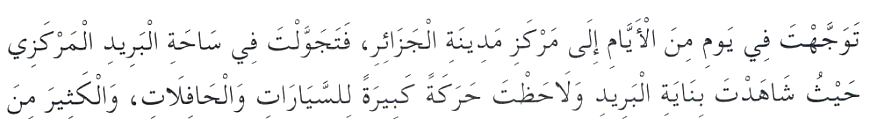 تَوَجَّهْتَ فِي يَومِ مِنَ الْأَيَّامِ إِلَى مَرْكَزِ مَدِينَةِ الْجَزَائِرِ، فَتَجَوَّلْتَ فِي سَاحَةِ الْبَرِيدِ الْمَرْكَزِي
حَيْثُ شَاهَدْتَ بِنَايَةِ الْبَرِيدِ وَلَاحَظْتَ حَرَكَةً كَبِيرَةً لِلسَّيَارَاتِ وَالْحَافِلَاتِ، وَالْكَثِيرَ مِنَ